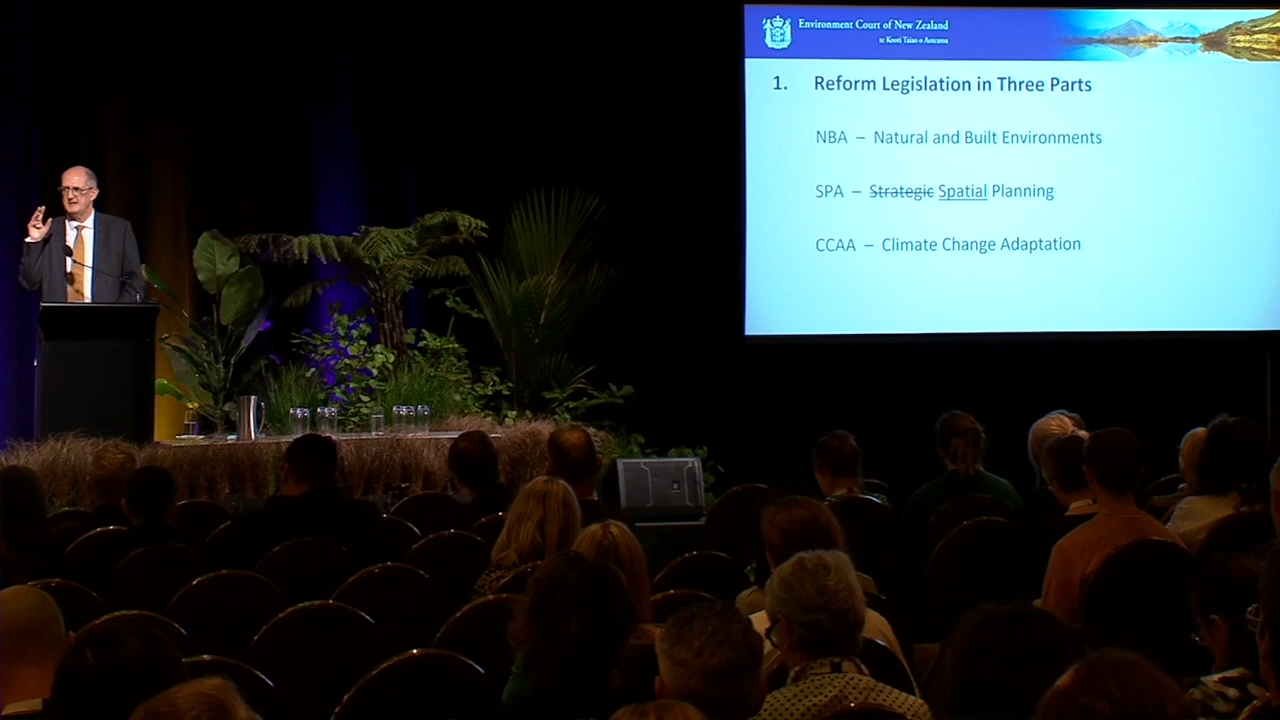 Environment Court of New Zealand
te Kooti Taiao o Aotearoa
1. Reform Legislation in Three Parts
NBA – Natural and Built Environments
SPA – Strategic Spatial Planning
CCAA – Climate Change Adaptation